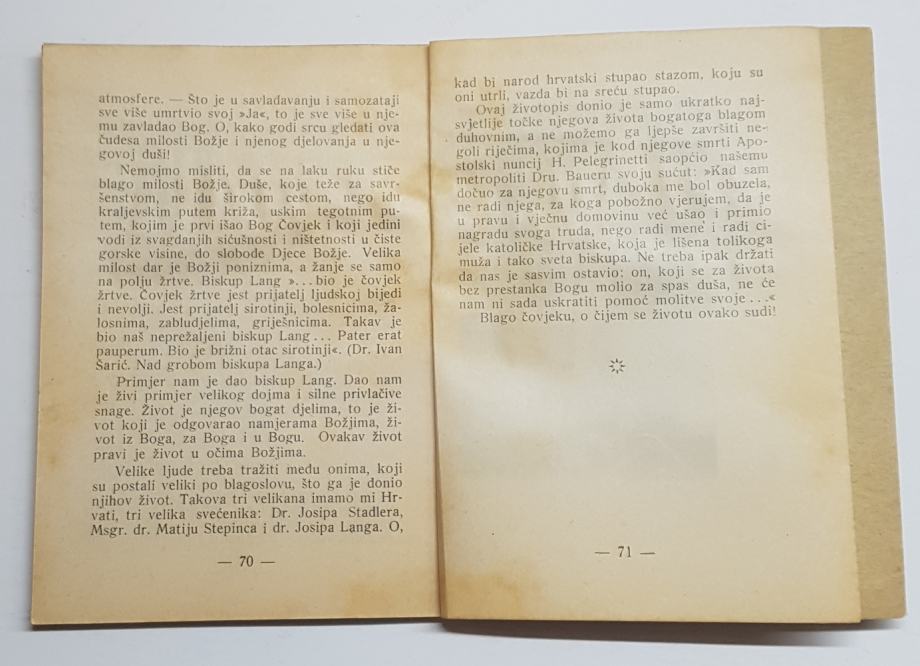 atmosfere. — Što je u savlađavanju i samozataji
sve više umrtvio svoj »Ja«, to je sve više u nje-
mu zavladao Bog. O, kako godi srcu gledati ova
čudesa milosti Božje i njenog djelovanja u nje-
govoj duši!
Nemojmo misliti, da se na laku ruku stiče
blago milosti Božje. Duše, koje teže za savr-
šenstvom, ne idu širokom cestom, nego idu
kraljevskim putem križa, uskim tegotnim pu-
tem, kojim je prvi išao Bog Čovjek i koji jedini
vodi iz svagdanjih sićušnosti i ništetnosti u čiste
gorske visine, do slobode Djece Božje. Velika
milost dar je Božji poniznima, a žanje se samo
na polju žrtve. Biskup Lang »... bio je čovjek
žrtve. Čovjek žrtve jest prijatelj ljudskoj bijedi
i nevolji. Jest prijatelj sirotinji, bolesnicima, ža-
losnima, zabludjelima, griješnicima. Takav je
bio naš neprežaljeni biskup Lang... Pater erat
pauperum. Bio je brižni otac sirotinji«. (Dr. Ivan
Šarić. Nad grobom biskupa Langa.)
Primjer nam je dao biskup Lang. Dao nam
je živi primjer velikog dojma i silne privlačive
snage. Život je njegov bogat djelima, to je ži-
vot koji je odgovarao namjerama Božjima, ži-
vot iz Boga, za Boga i u Bogu. Ovakav život
pravi je život u očima Božjima.
Velike ljude treba tražiti među onima, koji
su postali veliki po blagoslovu, što ga je donio
njihov život. Takova tri velikana imamo mi Hr-
vati, tri velika svećenika: Dr. Josipa Stadlera,
Msgr. dr. Matiju Stepinca i dr. Josipa Langa. O,
— 70 —
kad bi narod hrvatski stupao stazom, koju su
oni utrli, vazda bi na sreću stupao.
Ovaj životopis donio je samo ukratko naj-
svjetlije točke njegova života bogatoga blagom
duhovnim, a ne možemo ga ljepše završiti ne-
goli riječima, kojima je kod njegove smrti Apo-
stolski nuncij H. Pelegrinetti saopćio našemu
metropoliti Dru. Baueru svoju sućut: »Kad sam
dočuo za njegovu smrt, duboka me bol obuzela,
ne radi njega, za koga pobožno vjerujem, da je
u pravu i vječnu domovinu već ušao i primio
nagradu svoga truda, nego radi mene i radi ci-
jele katoličke Hrvatske, koja je lišena tolikoga
muža i tako sveta biskupa. Ne treba ipak držati
da nas je sasvim ostavio: on, koji se za života
bez prestanka Bogu molio za spas duša, ne će
nam ni sada uskratiti pomoć molitve svoje...«
Blago čovjeku, o čijem se životu ovako sudi!
— 71 —